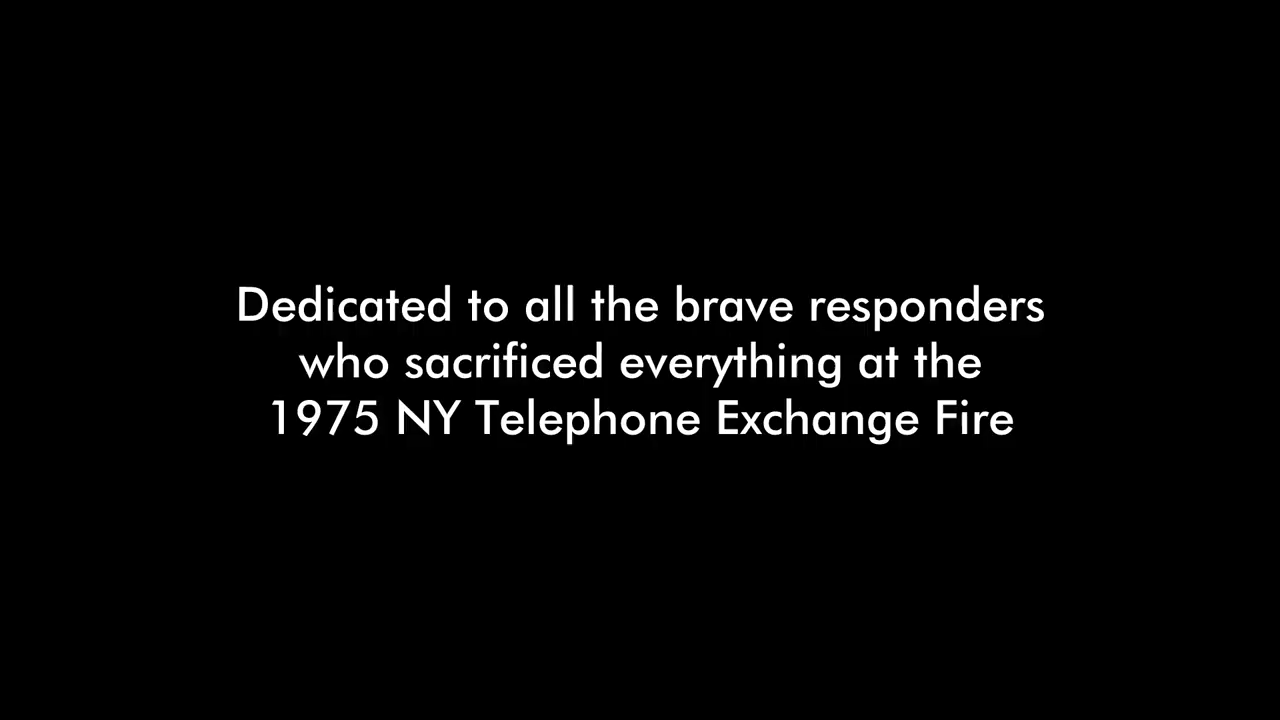 Dedicated to all the brave responders
who sacrificed everything at the
1975 NY Telephone Exchange Fire